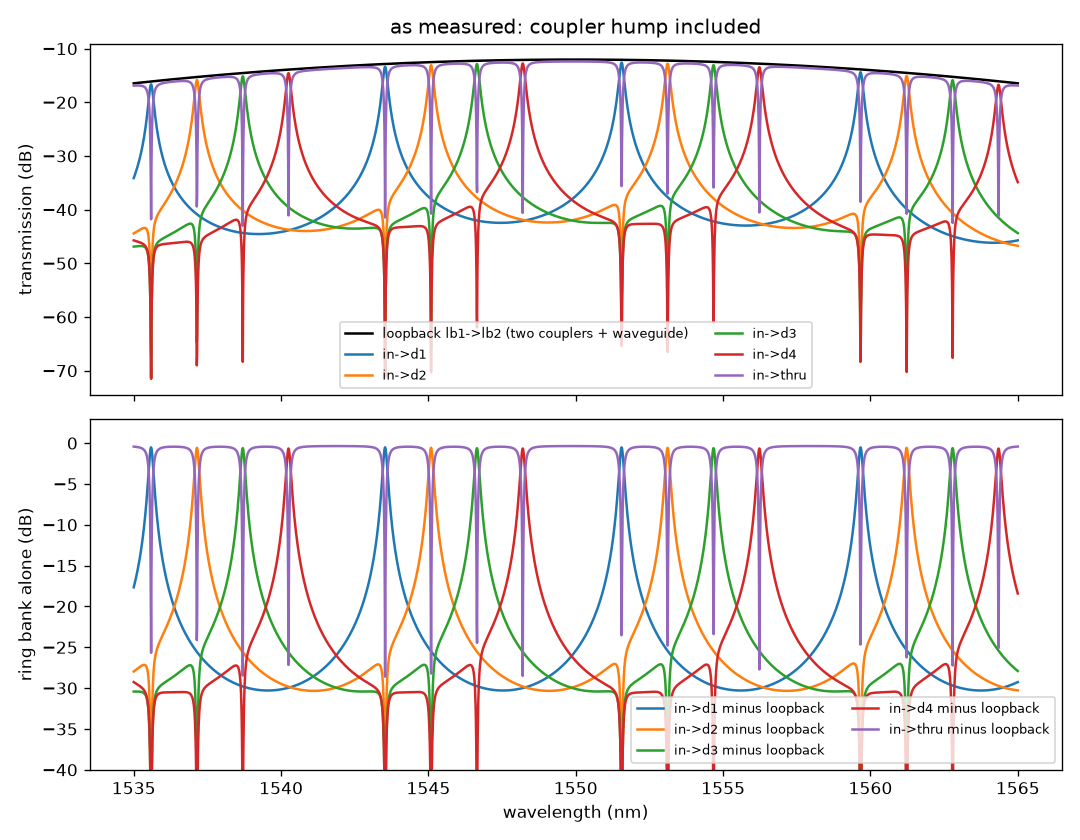 as measured: coupler hump included
transmission (dB)
−10
−20
−30
−40
−50
−60
−70
loopback lb1->lb2 (two couplers + waveguide)
in->d1
in->d2
in->d3
in->d4
in->thru
ring bank alone (dB)
0
−5
−10
−15
−20
−25
−30
−35
−40
in->d1 minus loopback
in->d2 minus loopback
in->d3 minus loopback
in->d4 minus loopback
in->thru minus loopback
1535 1540 1545 1550 1555 1560 1565
wavelength (nm)